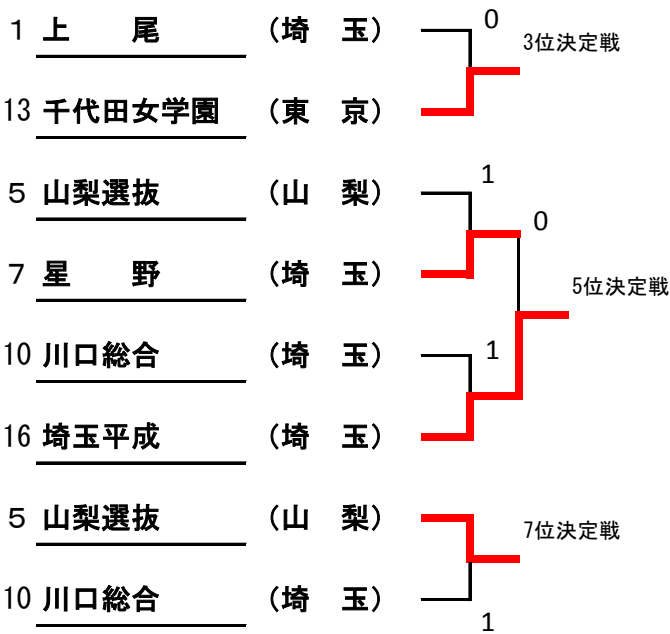 1 上　　尾 （埼　玉） 0
3位決定戦
13 千代田女学園 （東　京）
5 山梨選抜 （山　梨） 1
0
7 星　　野 （埼　玉）
5位決定戦
10 川口総合 （埼　玉） 1
16 埼玉平成 （埼　玉）
5 山梨選抜 （山　梨）
7位決定戦
10 川口総合 （埼　玉）
1